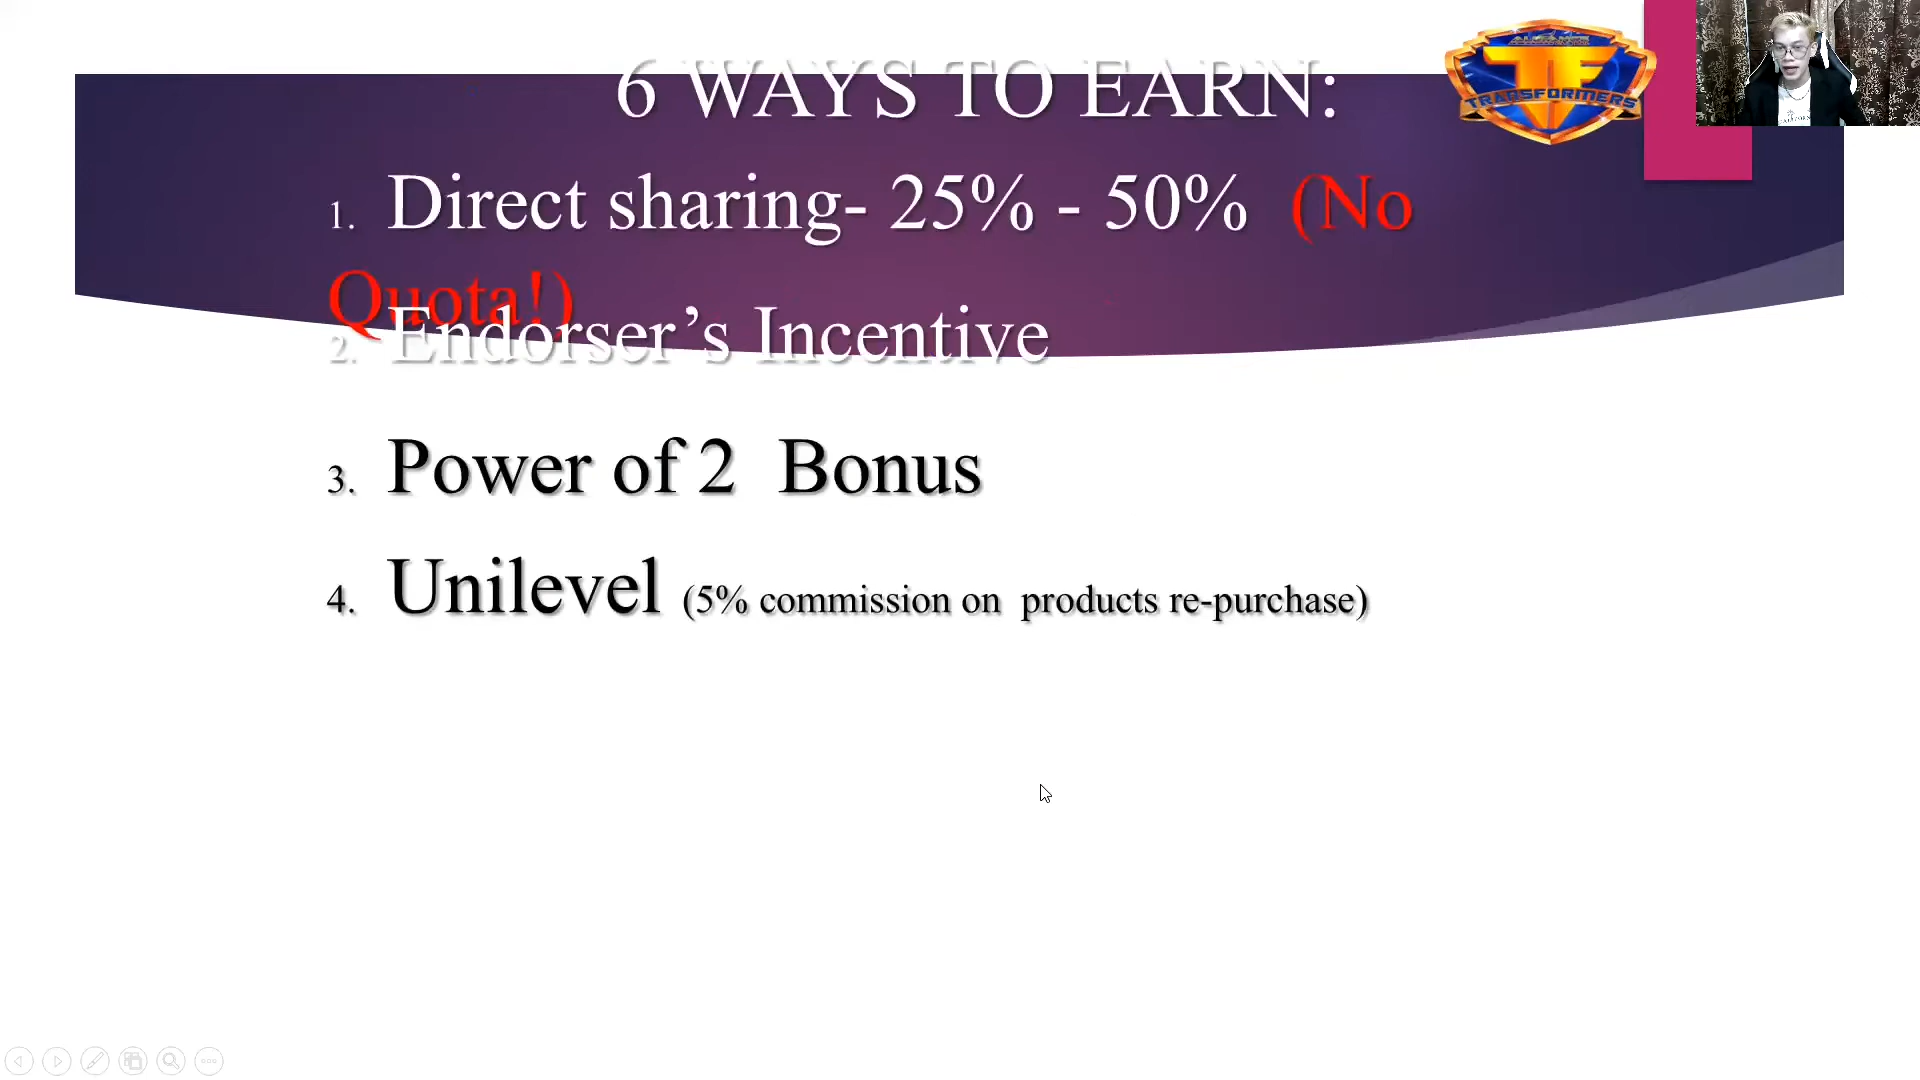 6 WAYS TO EARN:
TF
TRANSFORMERS
1. Direct sharing- 25% - 50% (No
Quota!)
2. Endorser’s Incentive
3. Power of 2 Bonus
4. Unilevel (5% commission on products re-purchase)